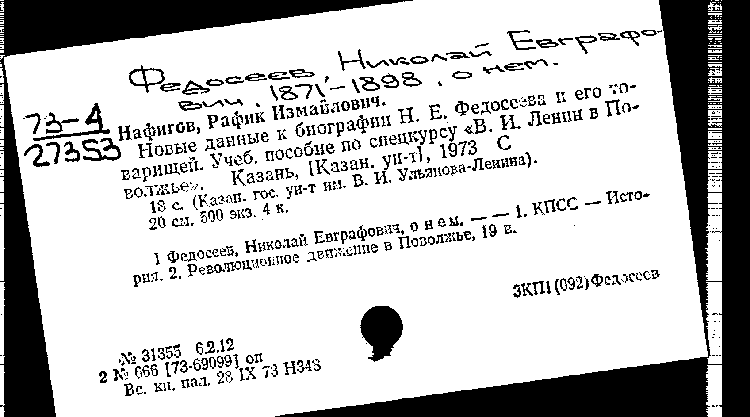 Федосеев, Николай Евграфо-
вич, 1871-1898, о нем.
73-4
27353
Нафигов, Рафик Измайлович.
Новые данные к биографии Н. Е. Федосеева и его то-
варищей. Учеб. пособие по спецкурсу «В. И. Ленин в По-
волжье». Казань, [Казан. ун-т], 1973 С
18 с. (Казан. гос. ун-т им. В. И. Ульянова-Ленина).
20 см. 500 экз. 4 к.
1 Федосеев, Николай Евграфович, о нем. — — 1. КПСС — Исто-
рия. 2. Революционное движение в Поволжье, 19 в.
3КП1(092)Федосеев
№ 31355 6.2.12
2 № 666 [73-69099] оп
Вс. кн. пал. 28 IX 73 Н348